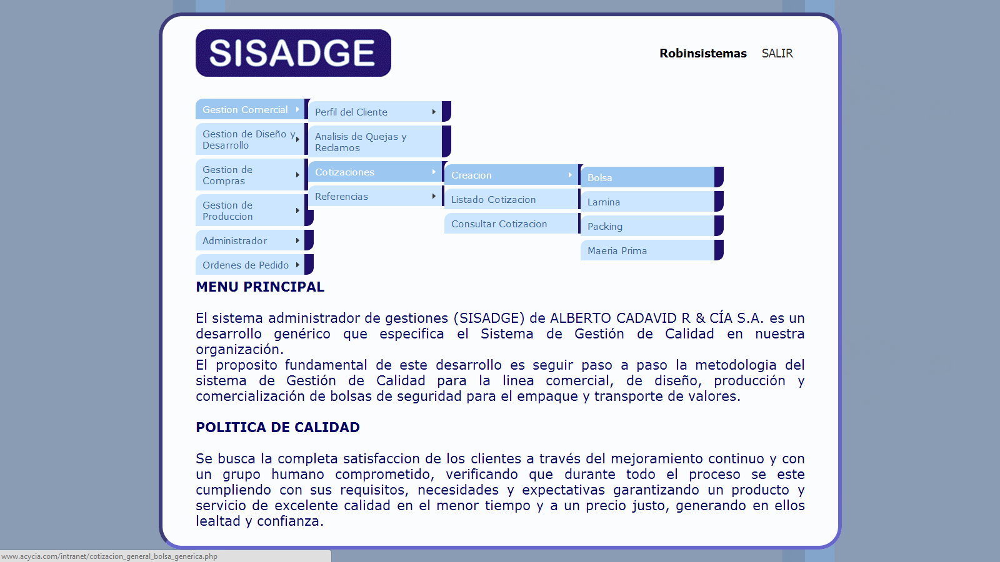 SISADGE
Robinsistemas SALIR
Gestion Comercial
Gestion de Diseño y
Desarrollo
Gestion de
Compras
Gestion de
Produccion
Administrador
Ordenes de Pedido
Perfil del Cliente
Analisis de Quejas y
Reclamos
Cotizaciones
Referencias
Creacion
Listado Cotizacion
Consultar Cotizacion
Bolsa
Lamina
Packing
Maeria Prima
MENU PRINCIPAL
El sistema administrador de gestiones (SISADGE) de ALBERTO CADAVID R & CÍA S.A. es un
desarrollo genérico que especifica el Sistema de Gestión de Calidad en nuestra
organización.
El proposito fundamental de este desarrollo es seguir paso a paso la metodologia del
sistema de Gestión de Calidad para la linea comercial, de diseño, producción y
comercialización de bolsas de seguridad para el empaque y transporte de valores.
POLITICA DE CALIDAD
Se busca la completa satisfaccion de los clientes a través del mejoramiento continuo y con
un grupo humano comprometido, verificando que durante todo el proceso se este
cumpliendo con sus requisitos, necesidades y expectativas garantizando un producto y
servicio de excelente calidad en el menor tiempo y a un precio justo, generando en ellos
lealtad y confianza.
www.acycia.com/intranet/cotizacion_general_bolsa_generica.php